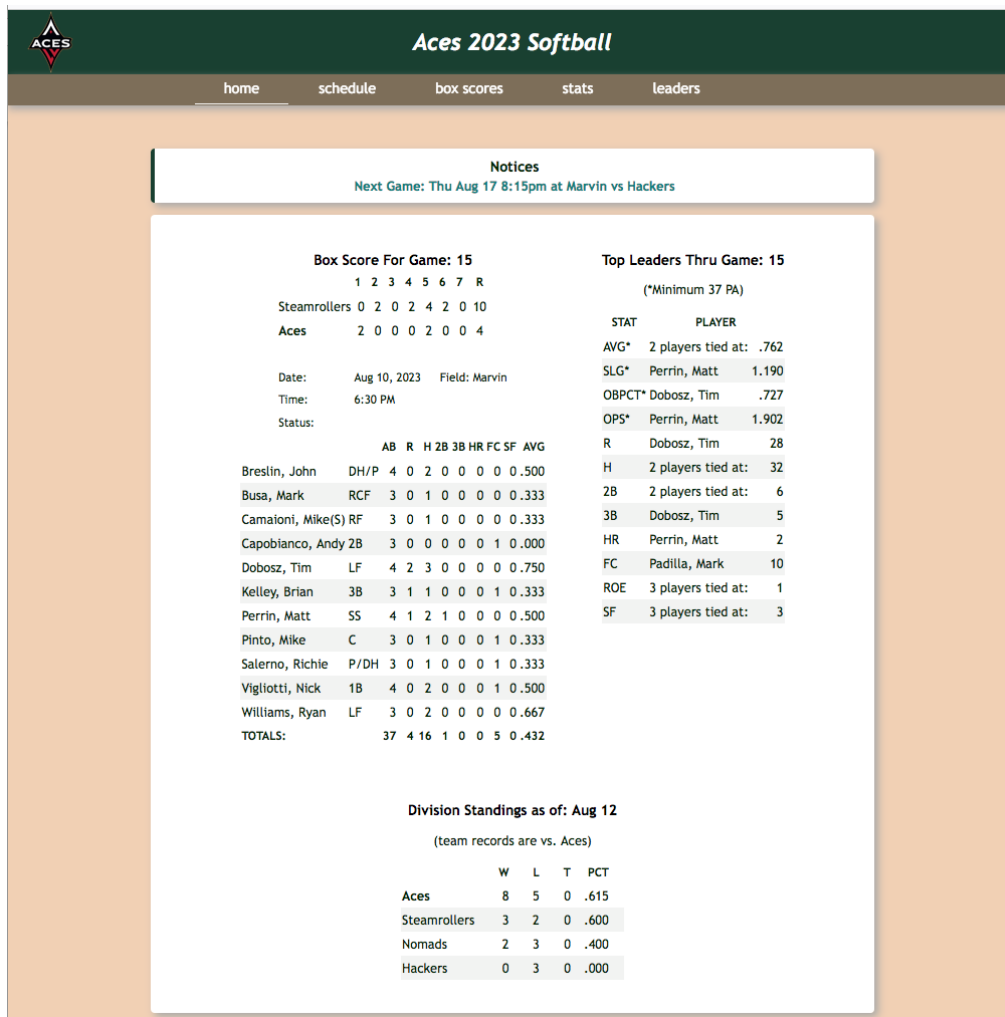 ACES
Aces 2023 Softball
home schedule box scores stats leaders
Notices
Next Game: Thu Aug 17 8:15pm at Marvin vs Hackers
Box Score For Game: 15
1 2 3 4 5 6 7 R
Steamrollers 0 2 0 2 4 2 0 10
Aces 2 0 0 0 2 0 0 4
Date: Aug 10, 2023 Field: Marvin
Time: 6:30 PM
Status:
AB R H 2B 3B HR FC SF AVG
Breslin, John DH/P 4 0 2 0 0 0 0 0 .500
Busa, Mark RCF 3 0 1 0 0 0 0 0 .333
Camaioni, Mike(S) RF 3 0 1 0 0 0 0 0 .333
Capobianco, Andy 2B 3 0 0 0 0 0 1 0 .000
Dobosz, Tim LF 4 2 3 0 0 0 0 0 .750
Kelley, Brian 3B 3 1 1 0 0 0 1 0 .333
Perrin, Matt SS 4 1 2 1 0 0 0 0 .500
Pinto, Mike C 3 0 1 0 0 0 1 0 .333
Salerno, Richie P/DH 3 0 1 0 0 0 1 0 .333
Vigliotti, Nick 1B 4 0 2 0 0 0 1 0 .500
Williams, Ryan LF 3 0 2 0 0 0 0 0 .667
TOTALS: 37 4 16 1 0 0 5 0 .432
Top Leaders Thru Game: 15
(*Minimum 37 PA)
STAT PLAYER
AVG* 2 players tied at: .762
SLG* Perrin, Matt 1.190
OBPCT* Dobosz, Tim .727
OPS* Perrin, Matt 1.902
R Dobosz, Tim 28
H 2 players tied at: 32
2B 2 players tied at: 6
3B Dobosz, Tim 5
HR Perrin, Matt 2
FC Padilla, Mark 10
ROE 3 players tied at: 1
SF 3 players tied at: 3
Division Standings as of: Aug 12
(team records are vs. Aces)
W L T PCT
Aces 8 5 0 .615
Steamrollers 3 2 0 .600
Nomads 2 3 0 .400
Hackers 0 3 0 .000